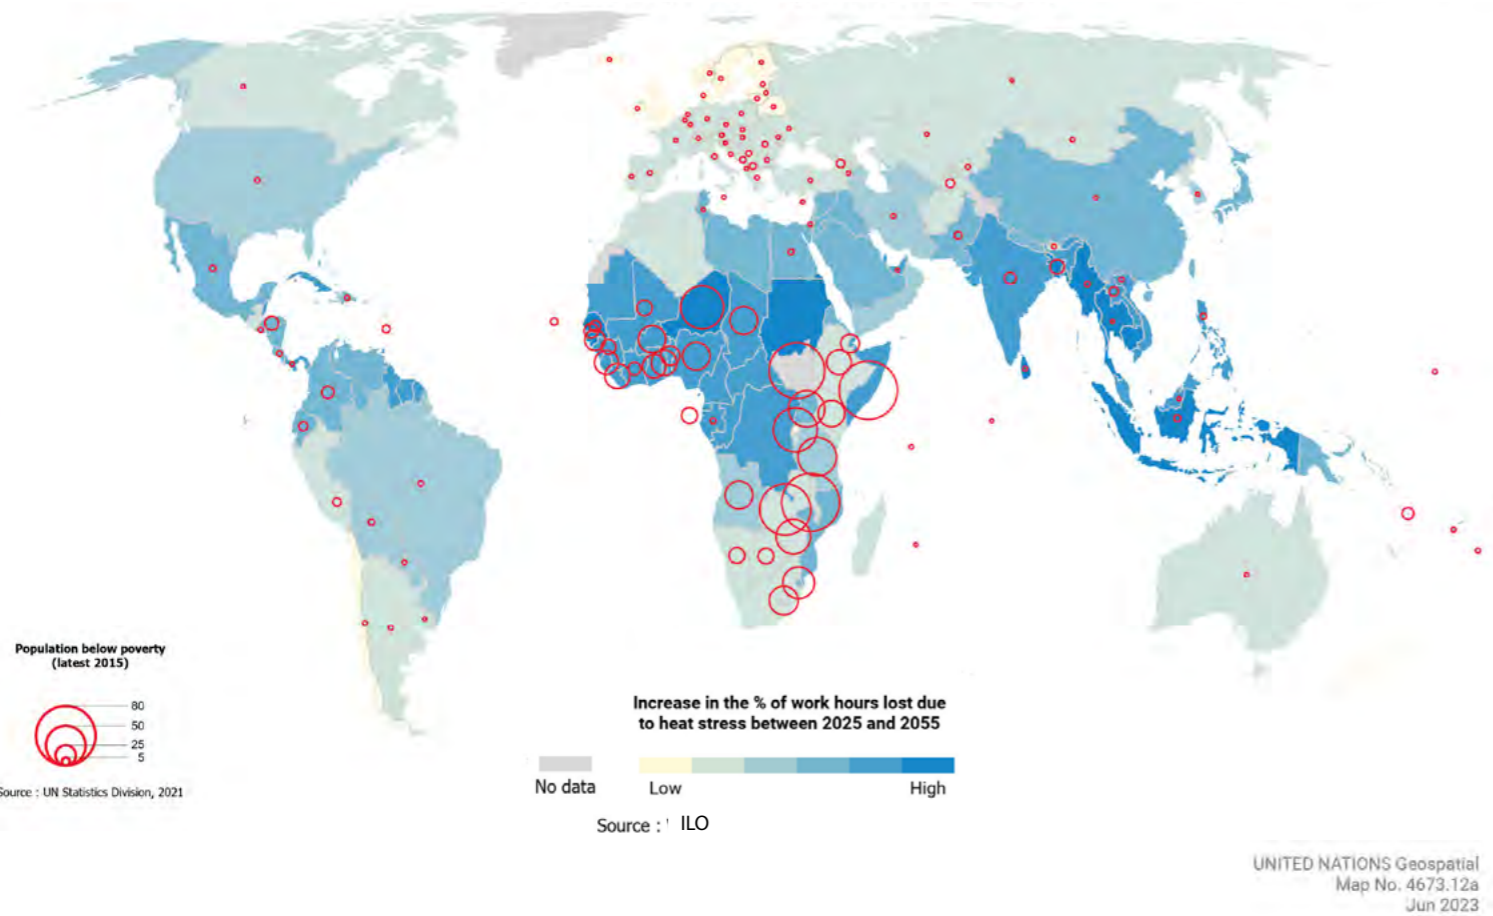 Population below poverty
(latest 2015)
80
50
25
5
Source : UN Statistics Division, 2021
Increase in the % of work hours lost due
to heat stress between 2025 and 2055
No data
Low
High
Source : ILO
UNITED NATIONS Geospatial
Map No. 4673.12a
Jun 2023